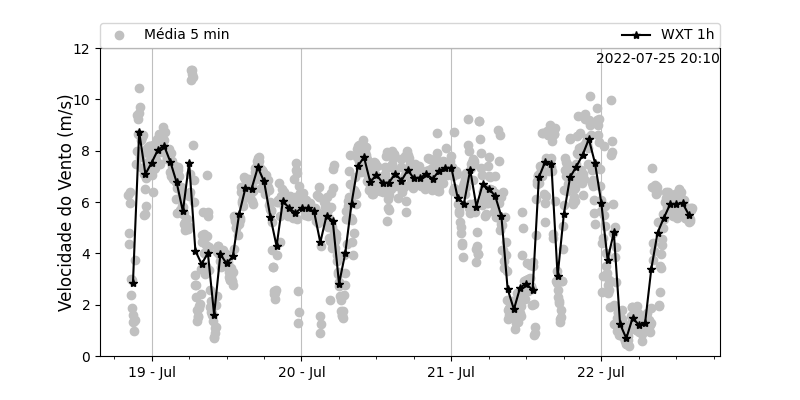 Média 5 min
WXT 1h
2022-07-25 20:10
Velocidade do Vento (m/s)
12
10
8
6
4
2
0
19 - Jul
20 - Jul
21 - Jul
22 - Jul